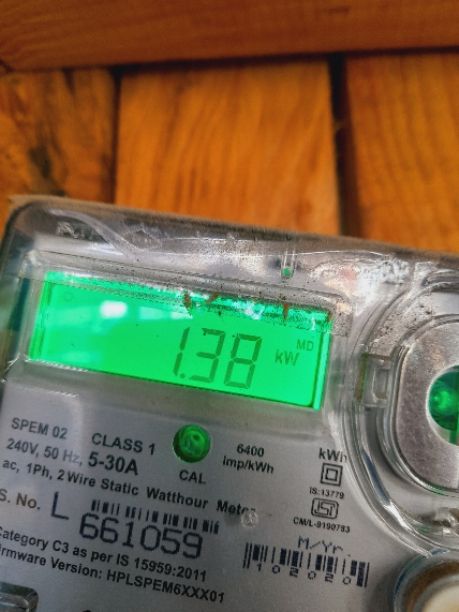 1.38 kW MD
SPEM 02
CLASS 1
240V, 50 Hz, 5-30A
ac, 1Ph, 2 Wire Static Watthour Meter
CAL
6400
imp/kWh
kWh
IS:13779
ISI
CM/L-9190783
S. No. L
661059
M/Yr.
102020
Category C3 as per IS 15959:2011
Firmware Version: HPLSPEM6XXX01